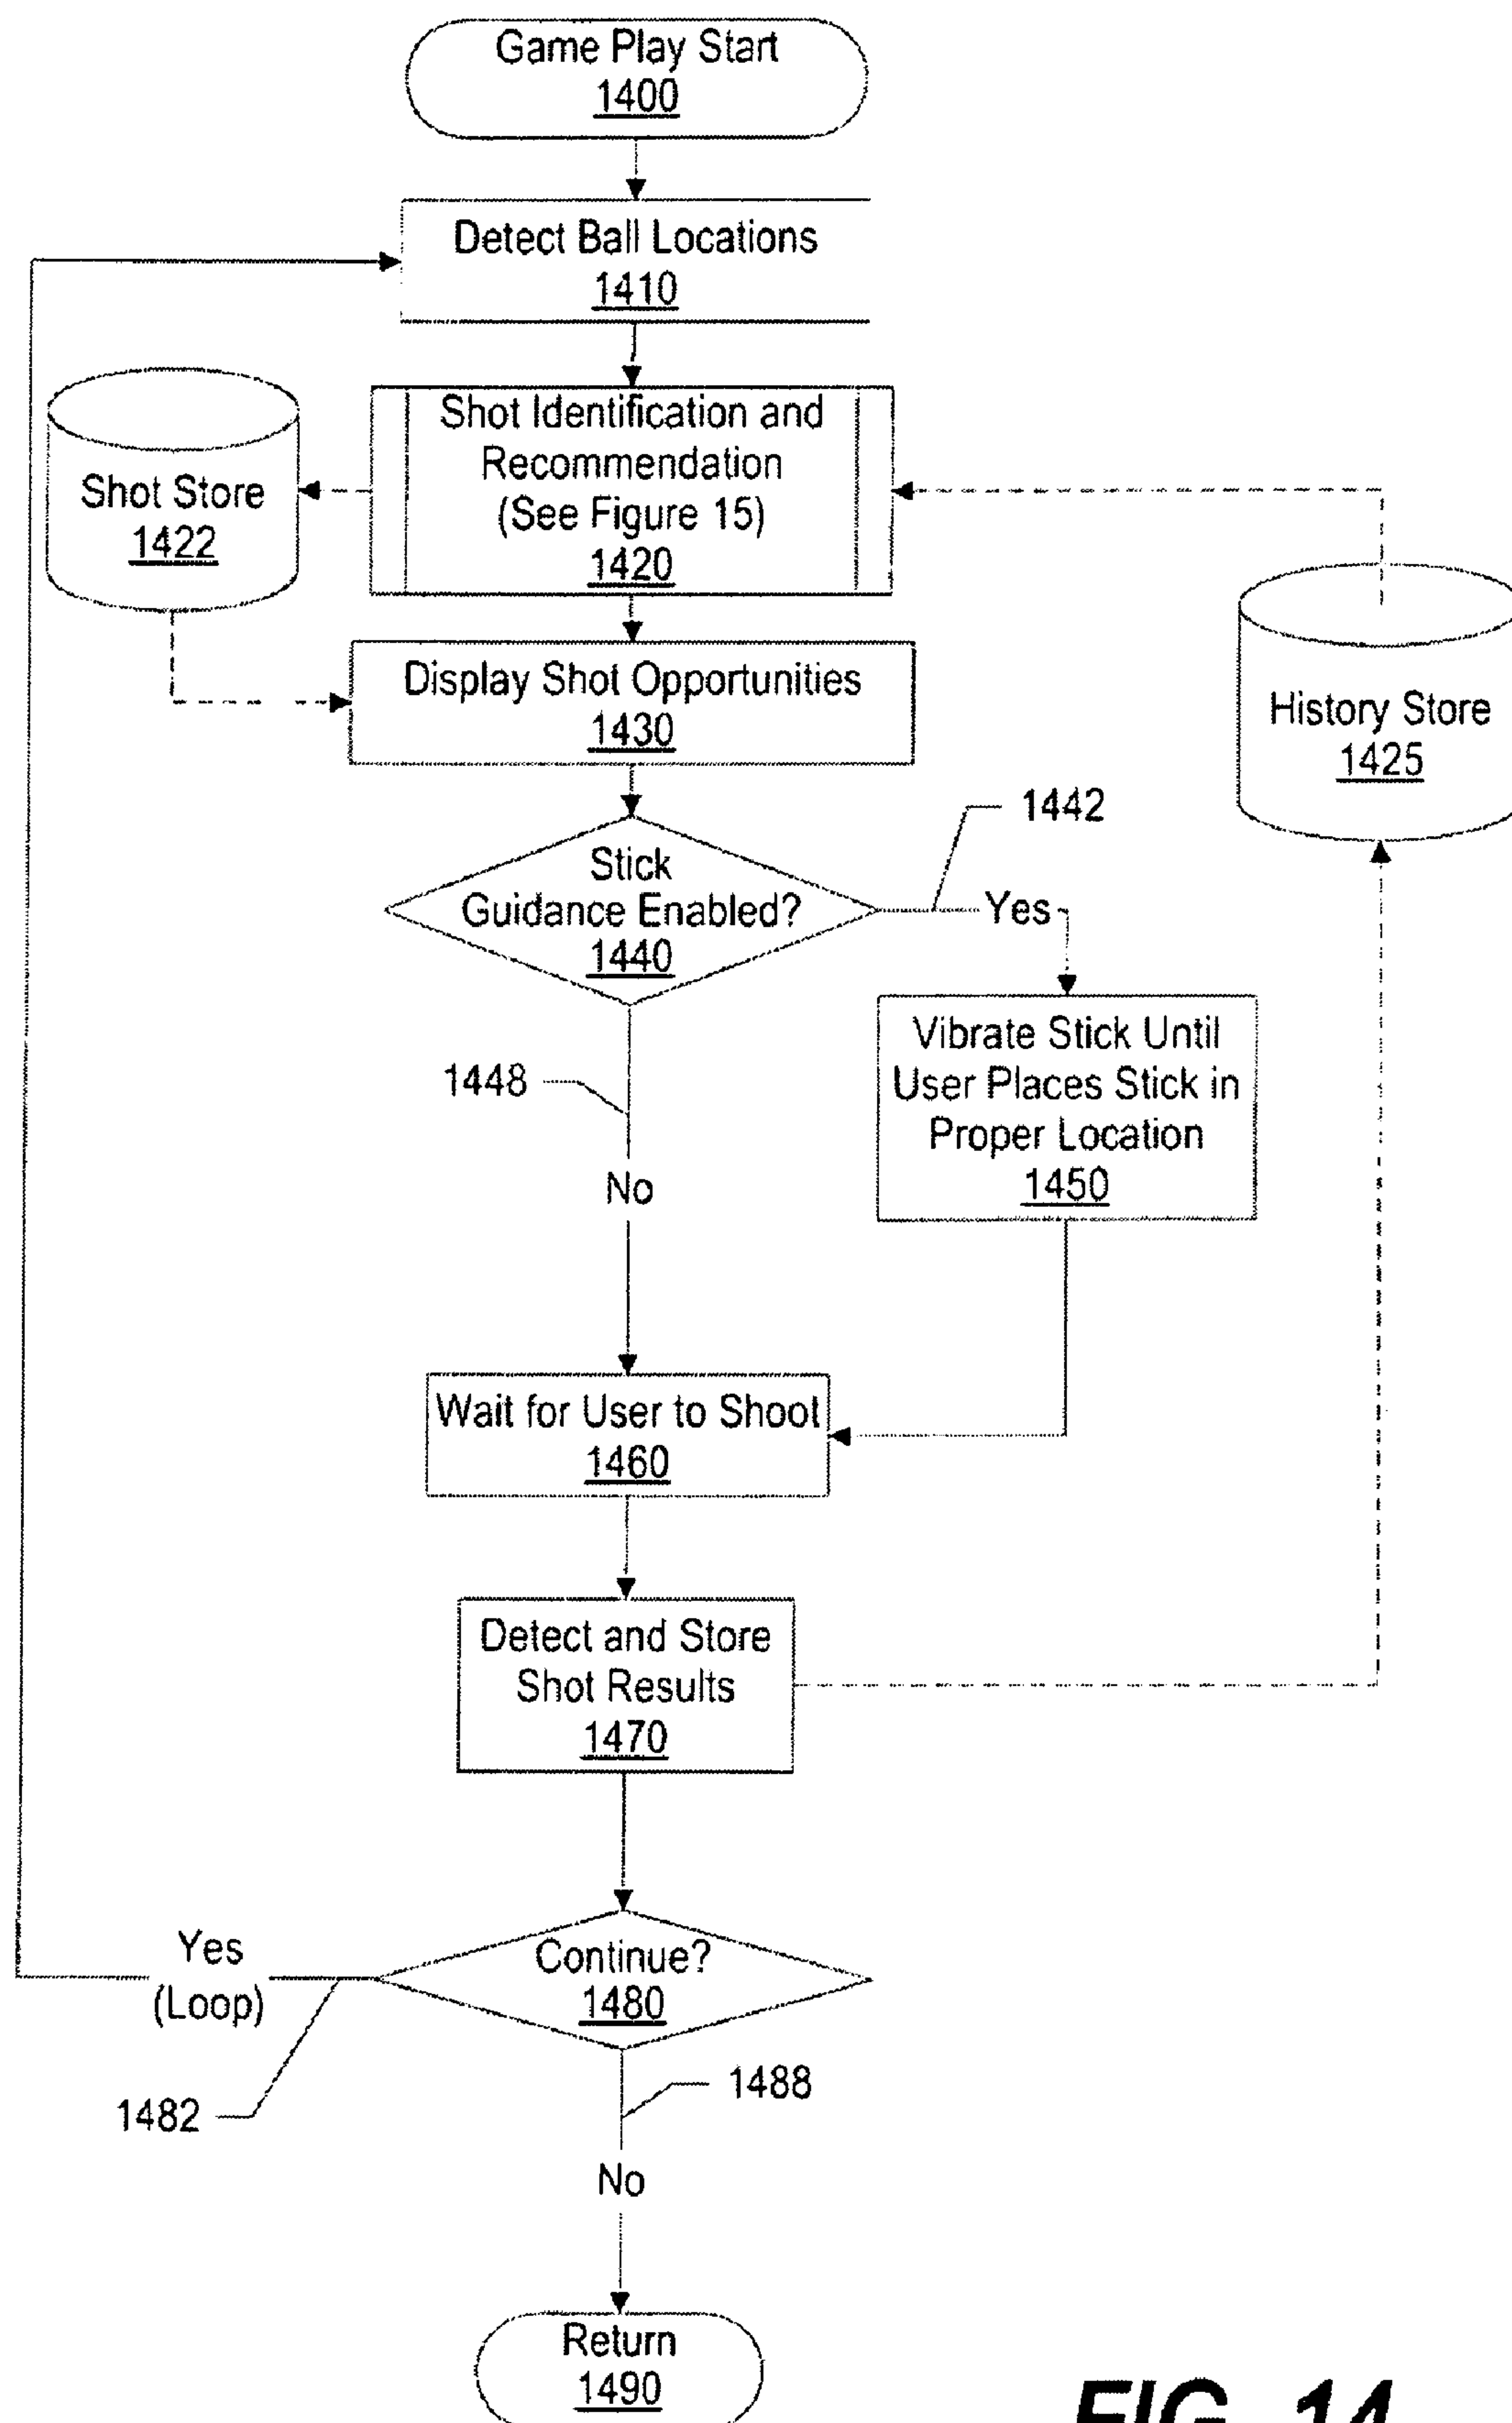 Game Play Start
1400
Detect Ball Locations
1410
Shot Identification and
Recommendation
(See Figure 15)
1420
Shot Store
1422
History Store
1425
Display Shot Opportunities
1430
1442
Stick
Guidance Enabled?
1440
Yes
Vibrate Stick Until
User Places Stick in
Proper Location
1450
1448
No
Wait for User to Shoot
1460
Detect and Store
Shot Results
1470
Continue?
1480
Yes
(Loop)
1482
1488
No
Return
1490
FIG. 14